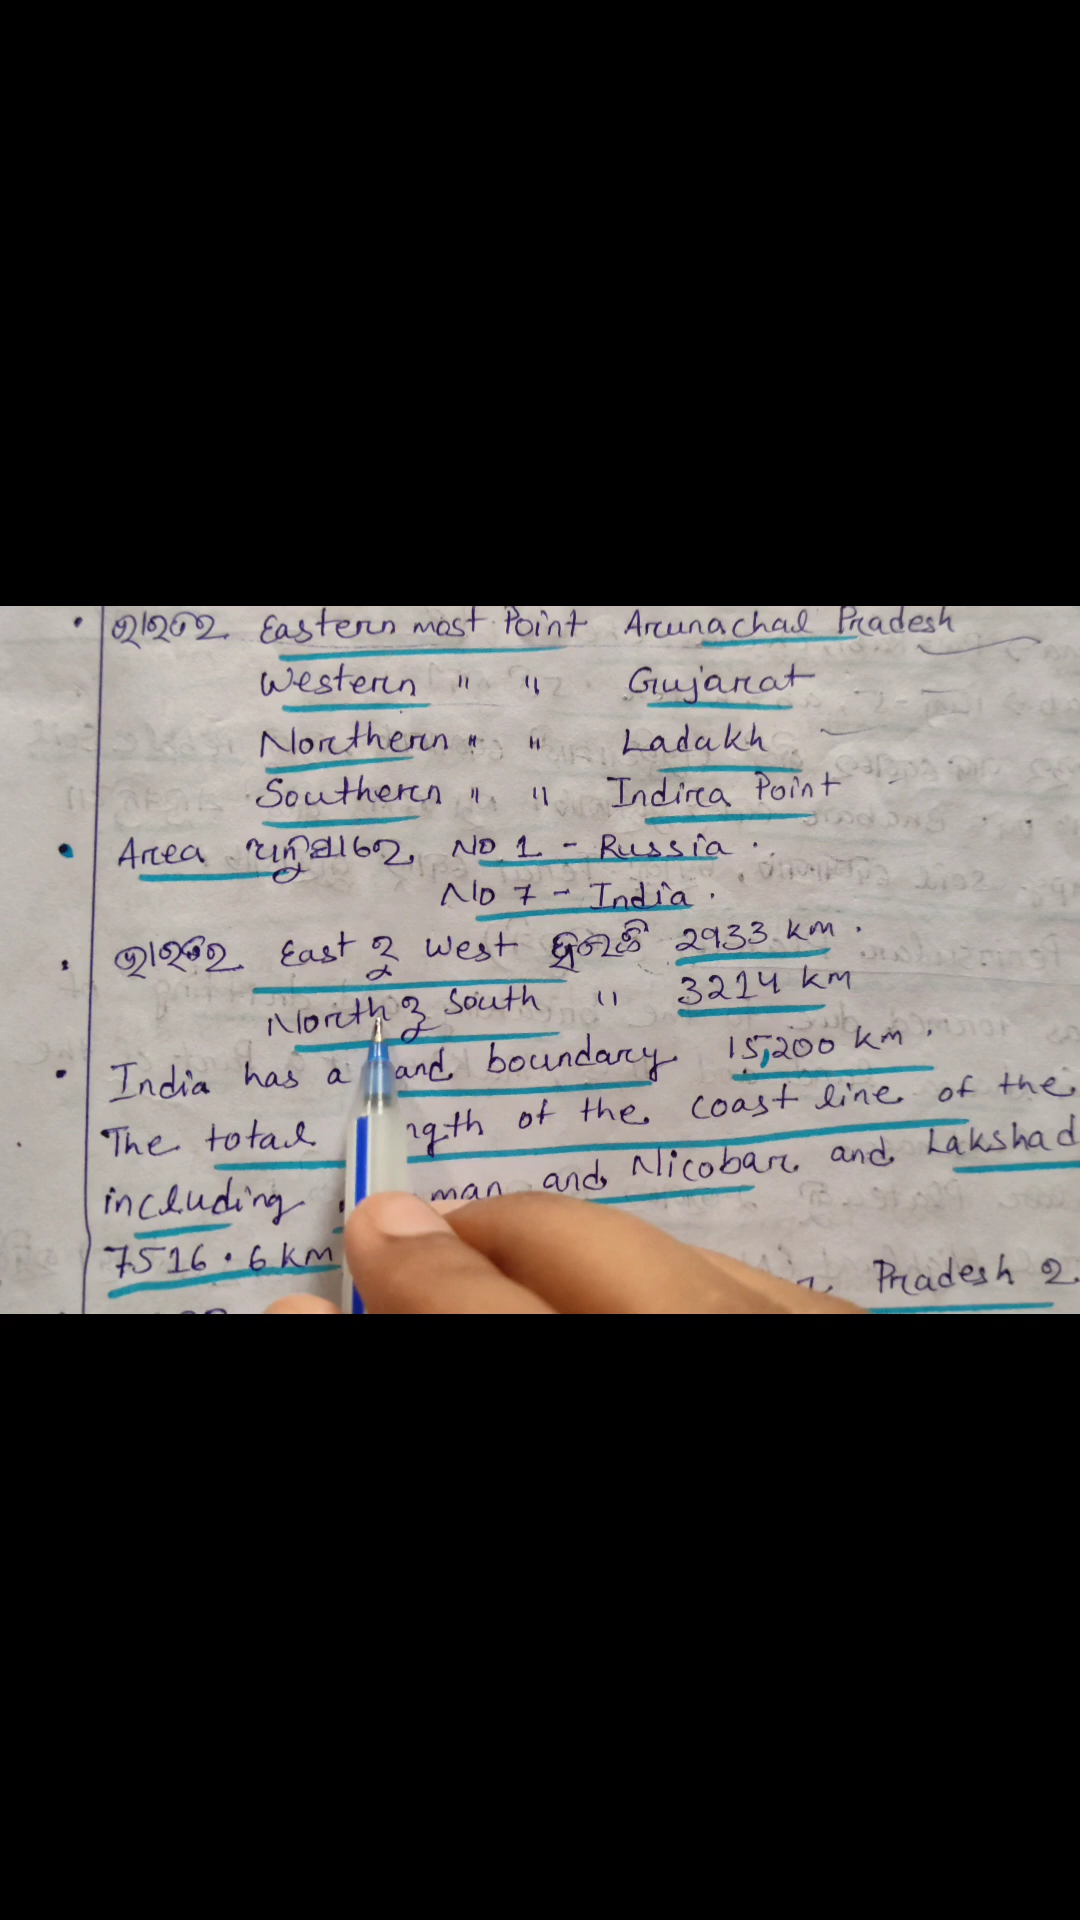 • ଭାରତର Eastern most Point Arunachal Pradesh
Western " " Gujarat
Northern " " Ladakh
Southern " " Indira Point
• Area ଅନୁସାରେ No 1 - Russia .
No 7 - India .
• ଭାରତର East ରୁ West ଦୂରତା 2933 km .
North ରୁ South " 3214 km
• India has a and boundary 15,200 km .
The total ngth of the coast line of the
including man and Nicobar and Lakshad
7516.6 km
Pradesh